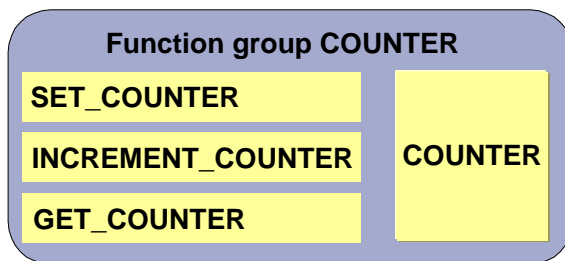 Function group COUNTER
SET_COUNTER
INCREMENT_COUNTER
COUNTER
GET_COUNTER